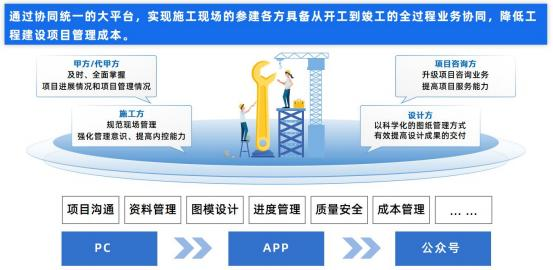 通过协同统一的大平台，实现施工现场的参建各方具备从开工到竣工的全过程业务协同，降低工
程建设项目管理成本。
甲方/代甲方
及时、全面掌握
项目进展情况和项目管理情况
项目咨询方
升级项目咨询业务
提高项目服务能力
施工方
规范现场管理
强化管理意识、提高内控能力
设计方
以科学化的图纸管理方式
有效提高设计成果的交付
项目沟通 资料管理 图模设计 进度管理 质量安全 成本管理 ... ...
PC APP 公众号